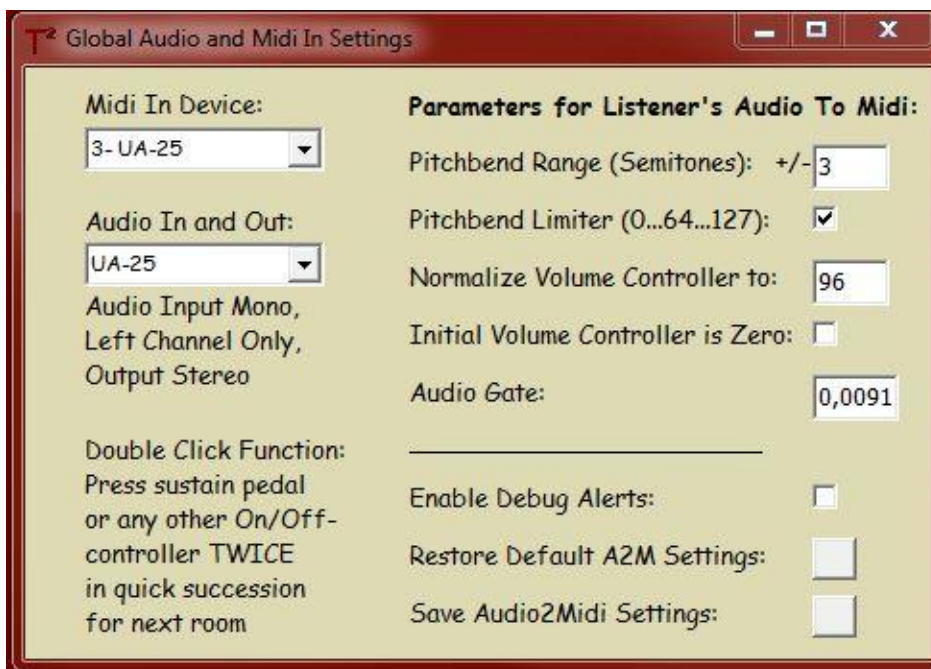 T² Global Audio and Midi In Settings
Midi In Device:
3- UA-25
Audio In and Out:
UA-25
Audio Input Mono,
Left Channel Only,
Output Stereo
Double Click Function:
Press sustain pedal
or any other On/Off-
controller TWICE
in quick succession
for next room
Parameters for Listener's Audio To Midi:
Pitchbend Range (Semitones): +/- 3
Pitchbend Limiter (0...64...127):
Normalize Volume Controller to: 96
Initial Volume Controller is Zero:
Audio Gate: 0,0091
Enable Debug Alerts:
Restore Default A2M Settings:
Save Audio2Midi Settings: